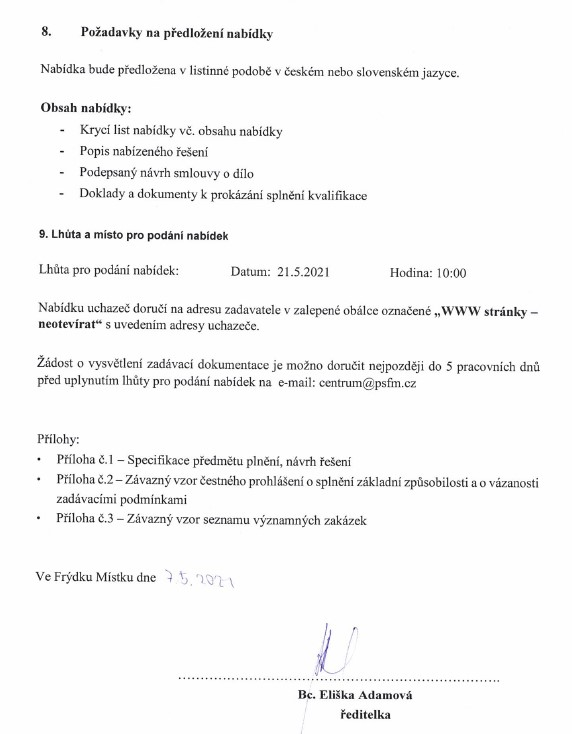 8. Požadavky na předložení nabídky
Nabídka bude předložena v listinné podobě v českém nebo slovenském jazyce.
Obsah nabídky:
- Krycí list nabídky vč. obsahu nabídky
- Popis nabízeného řešení
- Podepsaný návrh smlouvy o dílo
- Doklady a dokumenty k prokázání splnění kvalifikace
9. Lhůta a místo pro podání nabídek
Lhůta pro podání nabídek: Datum: 21.5.2021 Hodina: 10:00
Nabídku uchazeč doručí na adresu zadavatele v zalepené obálce označené „WWW stránky –
neotevírat“ s uvedením adresy uchazeče.
Žádost o vysvětlení zadávací dokumentace je možno doručit nejpozději do 5 pracovních dnů
před uplynutím lhůty pro podání nabídek na e-mail: centrum@psfm.cz
Přílohy:
• Příloha č.1 – Specifikace předmětu plnění, návrh řešení
• Příloha č.2 – Závazný vzor čestného prohlášení o splnění základní způsobilosti a o vázanosti
zadávacími podmínkami
• Příloha č.3 – Závazný vzor seznamu významných zakázek
Ve Frýdku Místku dne 7.5.2021
Bc. Eliška Adamová
ředitelka